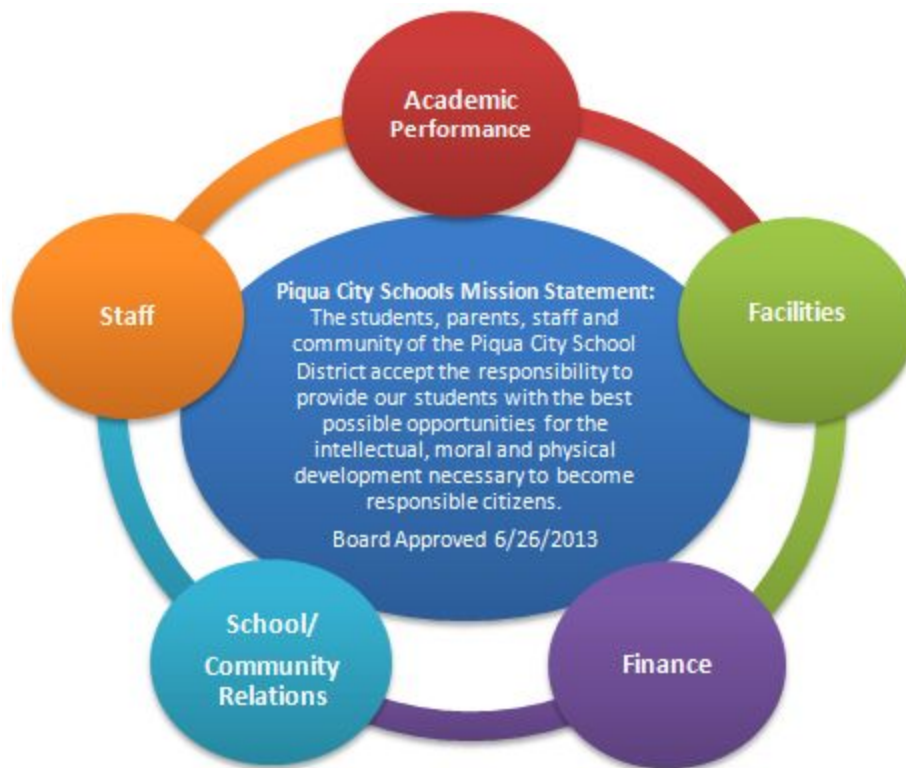 Academic
Performance
Staff
Facilities
Piqua City Schools Mission Statement:
The students, parents, staff and
community of the Piqua City School
District accept the responsibility to
provide our students with the best
possible opportunities for the
intellectual, moral and physical
development necessary to become
responsible citizens.
Board Approved 6/26/2013
School/
Community
Relations
Finance